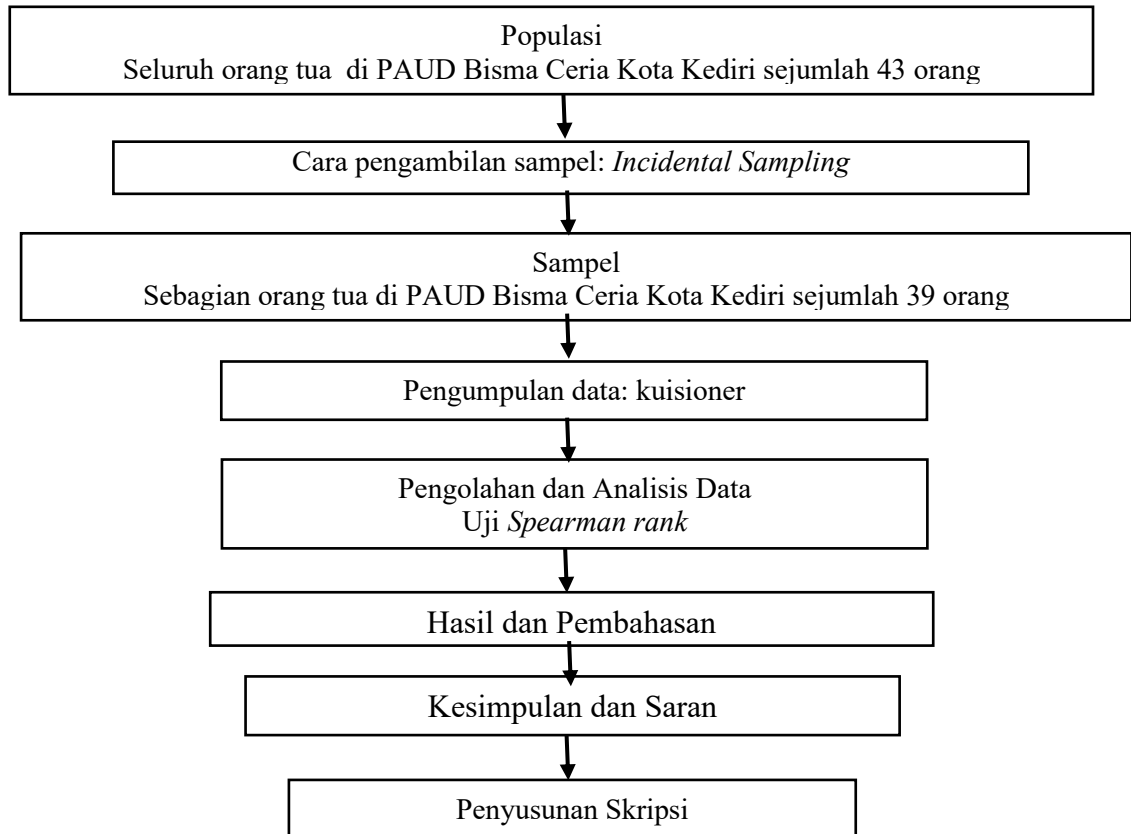 Populasi
Seluruh orang tua di PAUD Bisma Ceria Kota Kediri sejumlah 43 orang
Cara pengambilan sampel: Incidental Sampling
Sampel
Sebagian orang tua di PAUD Bisma Ceria Kota Kediri sejumlah 39 orang
Pengumpulan data: kuisioner
Pengolahan dan Analisis Data
Uji Spearman rank
Hasil dan Pembahasan
Kesimpulan dan Saran
Penyusunan Skripsi